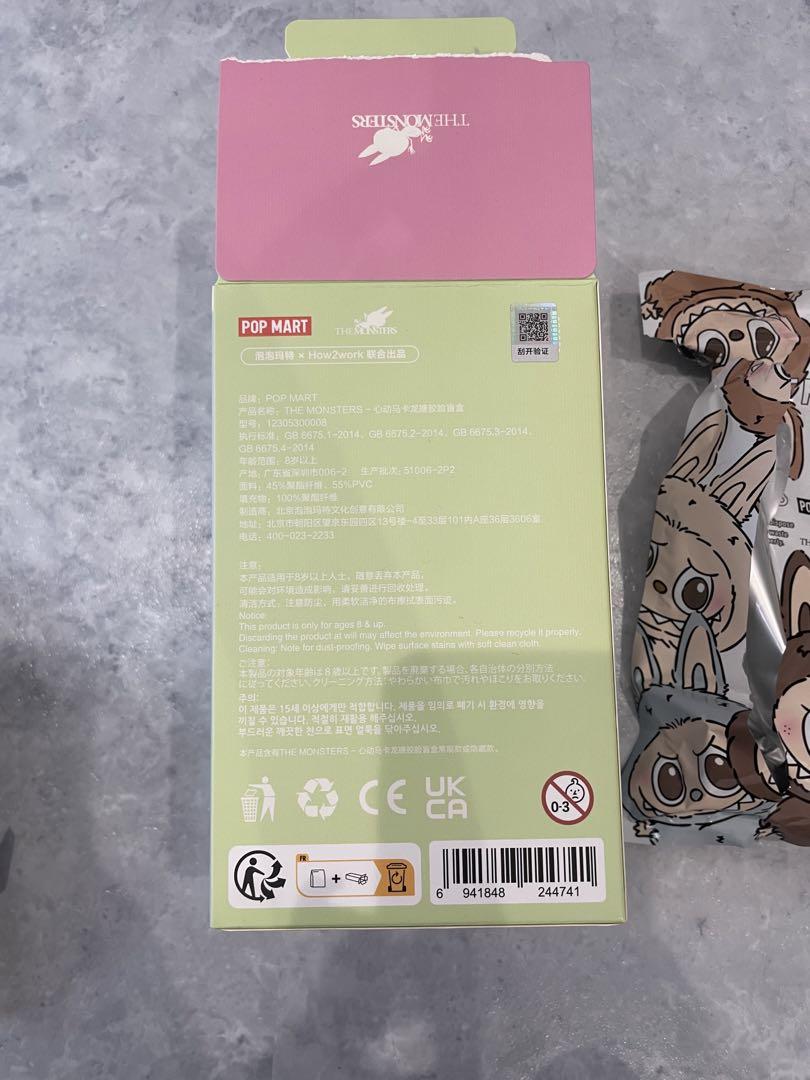 THE MONSTERS
POP MART
THE MONSTERS
泡泡玛特 × How2work 联合出品
刮开验证
品牌：POP MART
产品名称：THE MONSTERS - 心动马卡龙搪胶脸盲盒
型号：12305300008
执行标准：GB 6675.1-2014、GB 6675.2-2014、GB 6675.3-2014、
GB 6675.4-2014
年龄范围：8岁以上
产地：广东省深圳市006-2 生产批次：51006-2P2
面料：45%聚酯纤维、55%PVC
填充物：100%聚酯纤维
制造商：北京泡泡玛特文化创意有限公司
地址：北京市朝阳区望京东园四区13号楼-4至33层101内A座36层3606室
电话：400-023-2233
注意：
本产品适用于8岁以上人士。随意丢弃本产品，
可能会对环境造成影响，请妥善进行回收处理。
清洁方式：注意防尘，用柔软洁净的布擦拭表面污迹。
Notice:
This product is only for ages 8 & up.
Discarding the product at will may affect the environment. Please recycle it properly.
Cleaning: Note for dust-proofing. Wipe surface stains with soft clean cloth.
ご注意：
本製品の対象年齢は8歳以上です。製品を廃棄する場合、各自治体の分別方法
に従ってください。クリーニング方法：やわらかい布巾で汚れやほこりをお取りください。
주의:
이 제품은 15세 이상에게만 적합합니다. 제품을 임의로 폐기 시 환경에 영향을
끼칠 수 있습니다. 적절히 재활용 해주십시오.
부드러운 깨끗한 천으로 표면 얼룩을 닦아주십시오.
本产品含有THE MONSTERS - 心动马卡龙搪胶脸盲盒常规款或隐藏款。
CE UK CA 0-3
FR
+
6 941848 244741
PO
TH